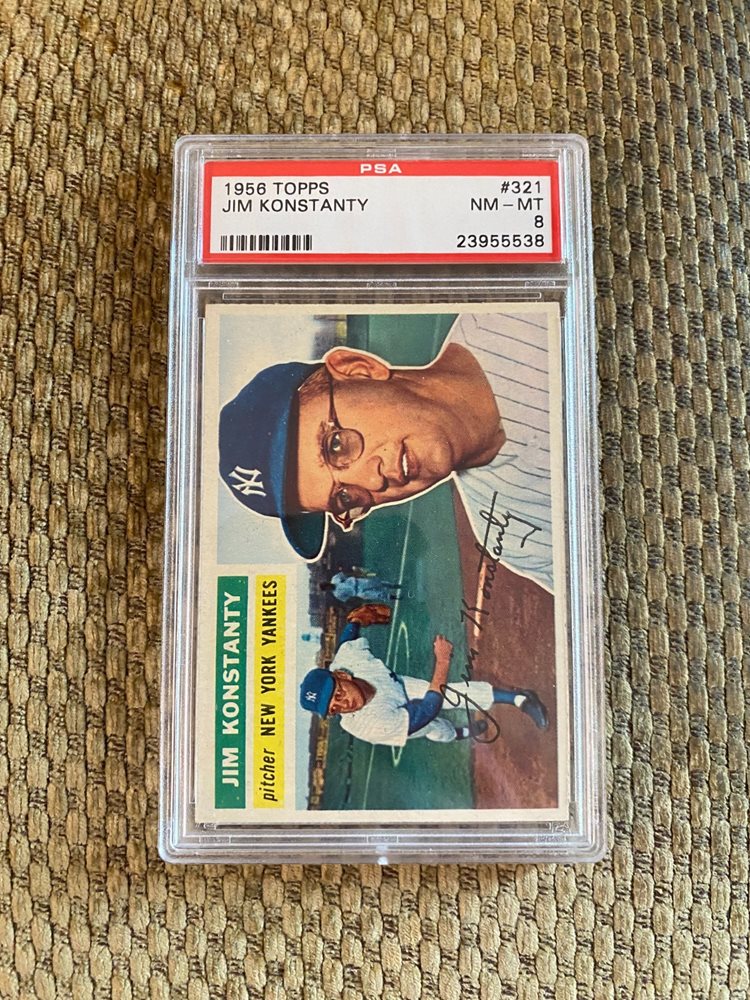 PSA
1956 TOPPS #321
JIM KONSTANTY NM-MT
8
23955538
JIM KONSTANTY
pitcher NEW YORK YANKEES
NY
Jim Konstanty
NY